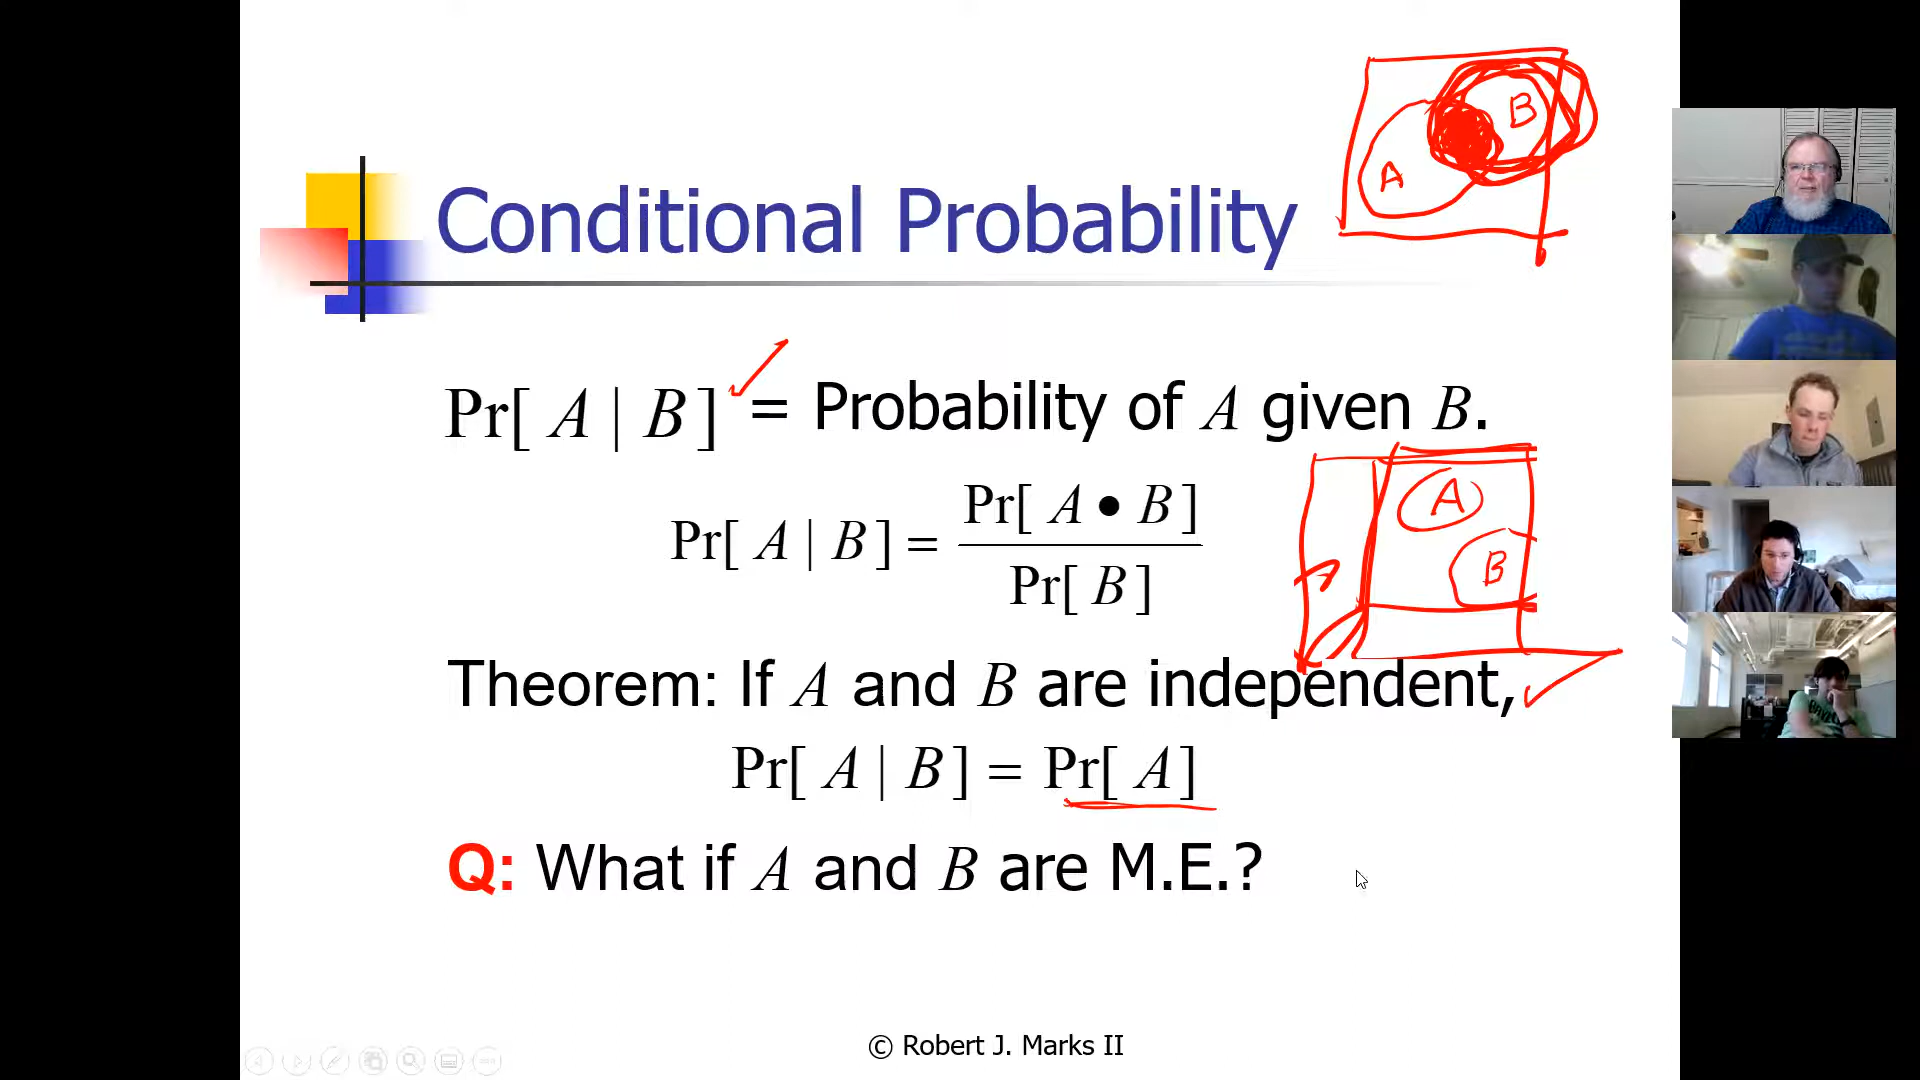 B
A
Conditional Probability
Pr[ A | B ] = Probability of A given B.
Pr[ A | B ] = Pr[ A • B ] / Pr[ B ]
A
B
Theorem: If A and B are independent,
Pr[ A | B ] = Pr[ A ]
Q: What if A and B are M.E.?
© Robert J. Marks II